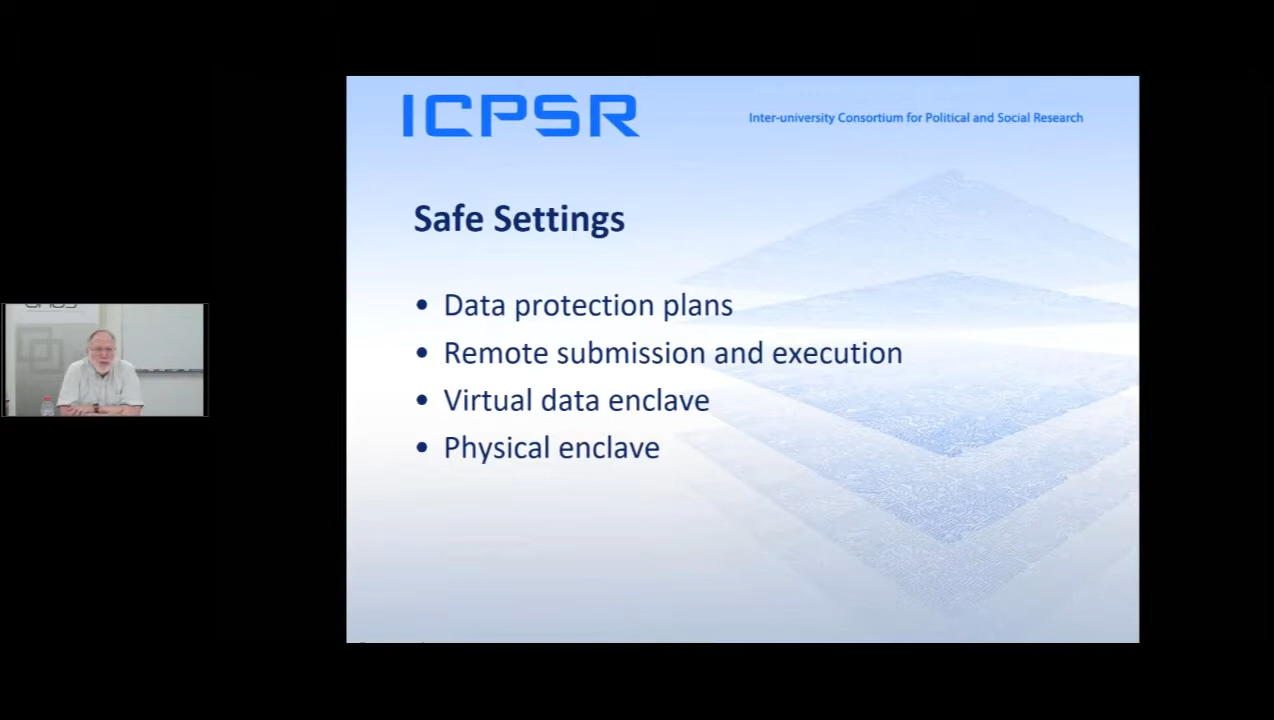 ICPSR
Inter-university Consortium for Political and Social Research
Safe Settings
• Data protection plans
• Remote submission and execution
• Virtual data enclave
• Physical enclave